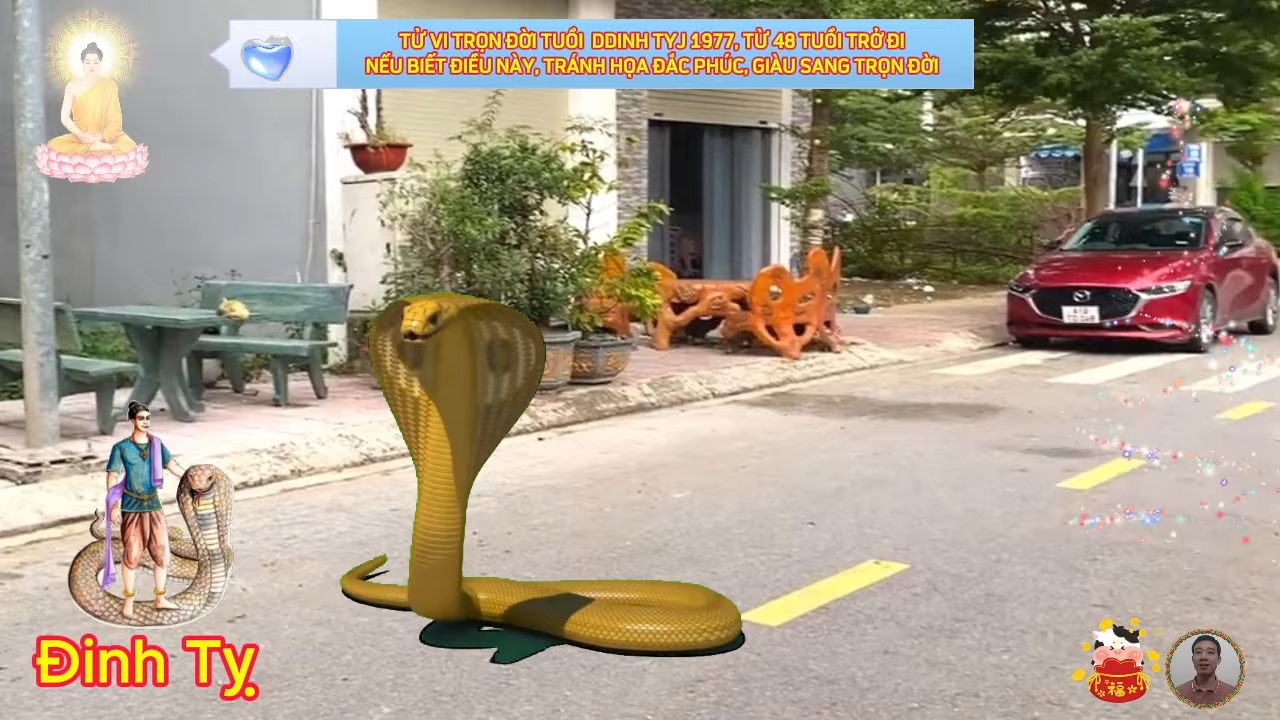 TỬ VI TRỌN ĐỜI TUỔI DDINH TYJ 1977, TỪ 48 TUỔI TRỞ ĐI
NẾU BIẾT ĐIỀU NÀY, TRÁNH HỌA ĐẮC PHÚC, GIÀU SANG TRỌN ĐỜI
Đinh Tỵ
福